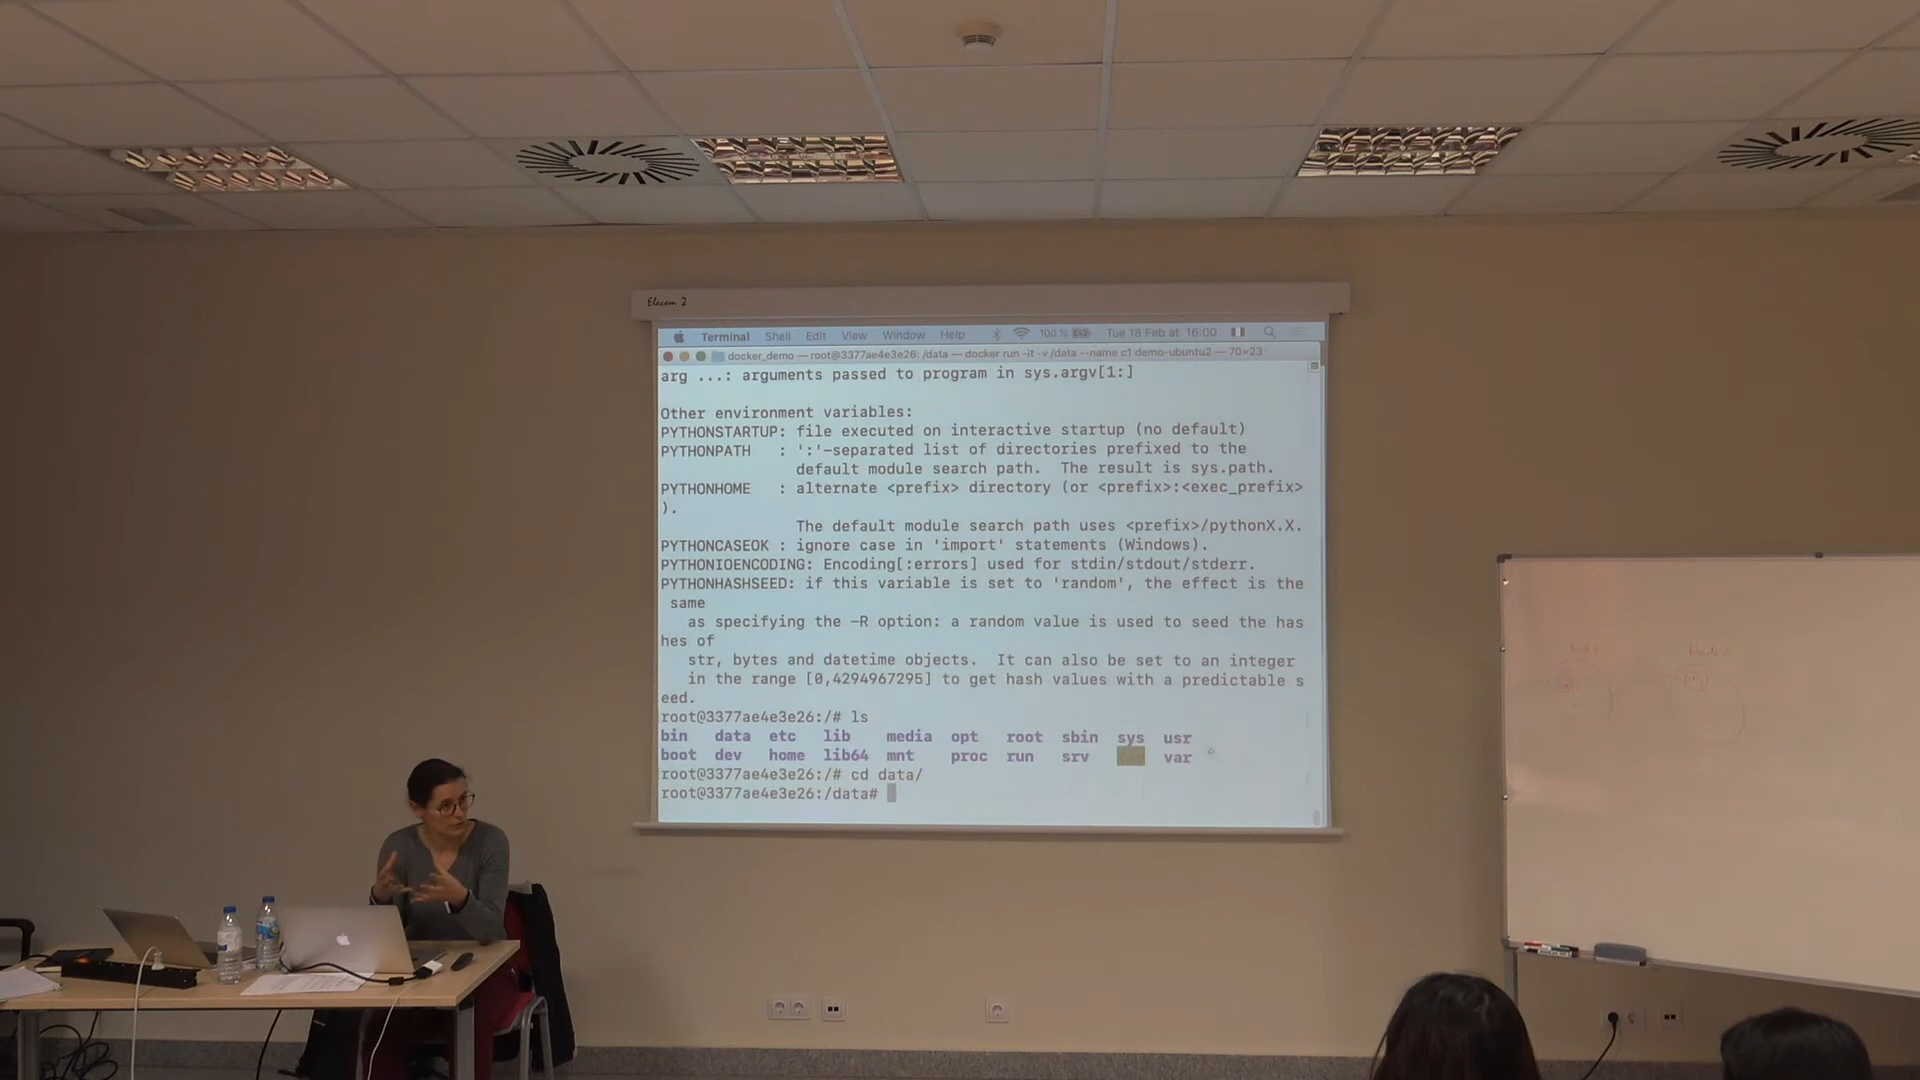 Elecom 2
Terminal Shell Edit View Window Help 100 % Tue 18 Feb at 16:00
docker_demo — root@3377ae4e3e26: /data — docker run -it -v /data --name c1 demo-ubuntu2 — 70×23
arg ...: arguments passed to program in sys.argv[1:]
Other environment variables:
PYTHONSTARTUP: file executed on interactive startup (no default)
PYTHONPATH : ':'-separated list of directories prefixed to the
default module search path. The result is sys.path.
PYTHONHOME : alternate <prefix> directory (or <prefix>:<exec_prefix>
).
The default module search path uses <prefix>/pythonX.X.
PYTHONCASEOK : ignore case in 'import' statements (Windows).
PYTHONIOENCODING: Encoding[:errors] used for stdin/stdout/stderr.
PYTHONHASHSEED: if this variable is set to 'random', the effect is the
same
as specifying the -R option: a random value is used to seed the has
hes of
str, bytes and datetime objects. It can also be set to an integer
in the range [0,4294967295] to get hash values with a predictable s
eed.
root@3377ae4e3e26:/# ls
bin data etc lib media opt root sbin sys usr
boot dev home lib64 mnt proc run srv var
root@3377ae4e3e26:/# cd data/
root@3377ae4e3e26:/data#